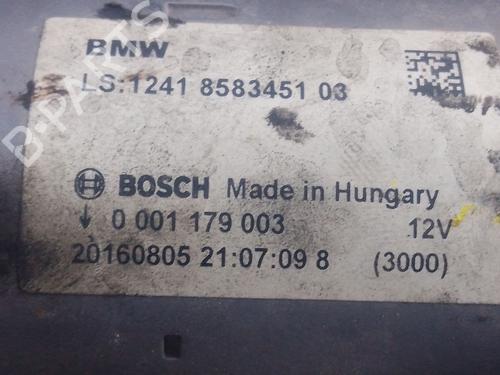 BMW
LS:1241 8583451 03
BOSCH Made in Hungary
0 001 179 003 12V
20160805 21:07:09 8 (3000)